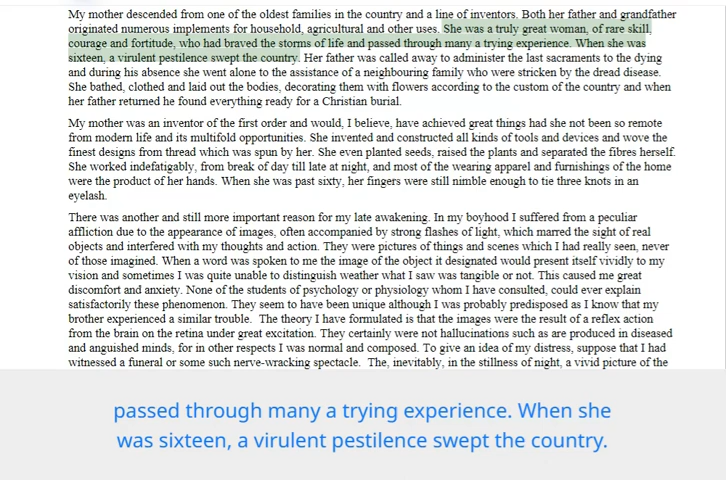 My mother descended from one of the oldest families in the country and a line of inventors. Both her father and grandfather
originated numerous implements for household, agricultural and other uses. She was a truly great woman, of rare skill,
courage and fortitude, who had braved the storms of life and passed through many a trying experience. When she was
sixteen, a virulent pestilence swept the country. Her father was called away to administer the last sacraments to the dying
and during his absence she went alone to the assistance of a neighbouring family who were stricken by the dread disease.
She bathed, clothed and laid out the bodies, decorating them with flowers according to the custom of the country and when
her father returned he found everything ready for a Christian burial.
My mother was an inventor of the first order and would, I believe, have achieved great things had she not been so remote
from modern life and its multifold opportunities. She invented and constructed all kinds of tools and devices and wove the
finest designs from thread which was spun by her. She even planted seeds, raised the plants and separated the fibres herself.
She worked indefatigably, from break of day till late at night, and most of the wearing apparel and furnishings of the home
were the product of her hands. When she was past sixty, her fingers were still nimble enough to tie three knots in an
eyelash.
There was another and still more important reason for my late awakening. In my boyhood I suffered from a peculiar
affliction due to the appearance of images, often accompanied by strong flashes of light, which marred the sight of real
objects and interfered with my thoughts and action. They were pictures of things and scenes which I had really seen, never
of those imagined. When a word was spoken to me the image of the object it designated would present itself vividly to my
vision and sometimes I was quite unable to distinguish weather what I saw was tangible or not. This caused me great
discomfort and anxiety. None of the students of psychology or physiology whom I have consulted, could ever explain
satisfactorily these phenomenon. They seem to have been unique although I was probably predisposed as I know that my
brother experienced a similar trouble. The theory I have formulated is that the images were the result of a reflex action
from the brain on the retina under great excitation. They certainly were not hallucinations such as are produced in diseased
and anguished minds, for in other respects I was normal and composed. To give an idea of my distress, suppose that I had
witnessed a funeral or some such nerve-wracking spectacle. The, inevitably, in the stillness of night, a vivid picture of the
passed through many a trying experience. When she
was sixteen, a virulent pestilence swept the country.